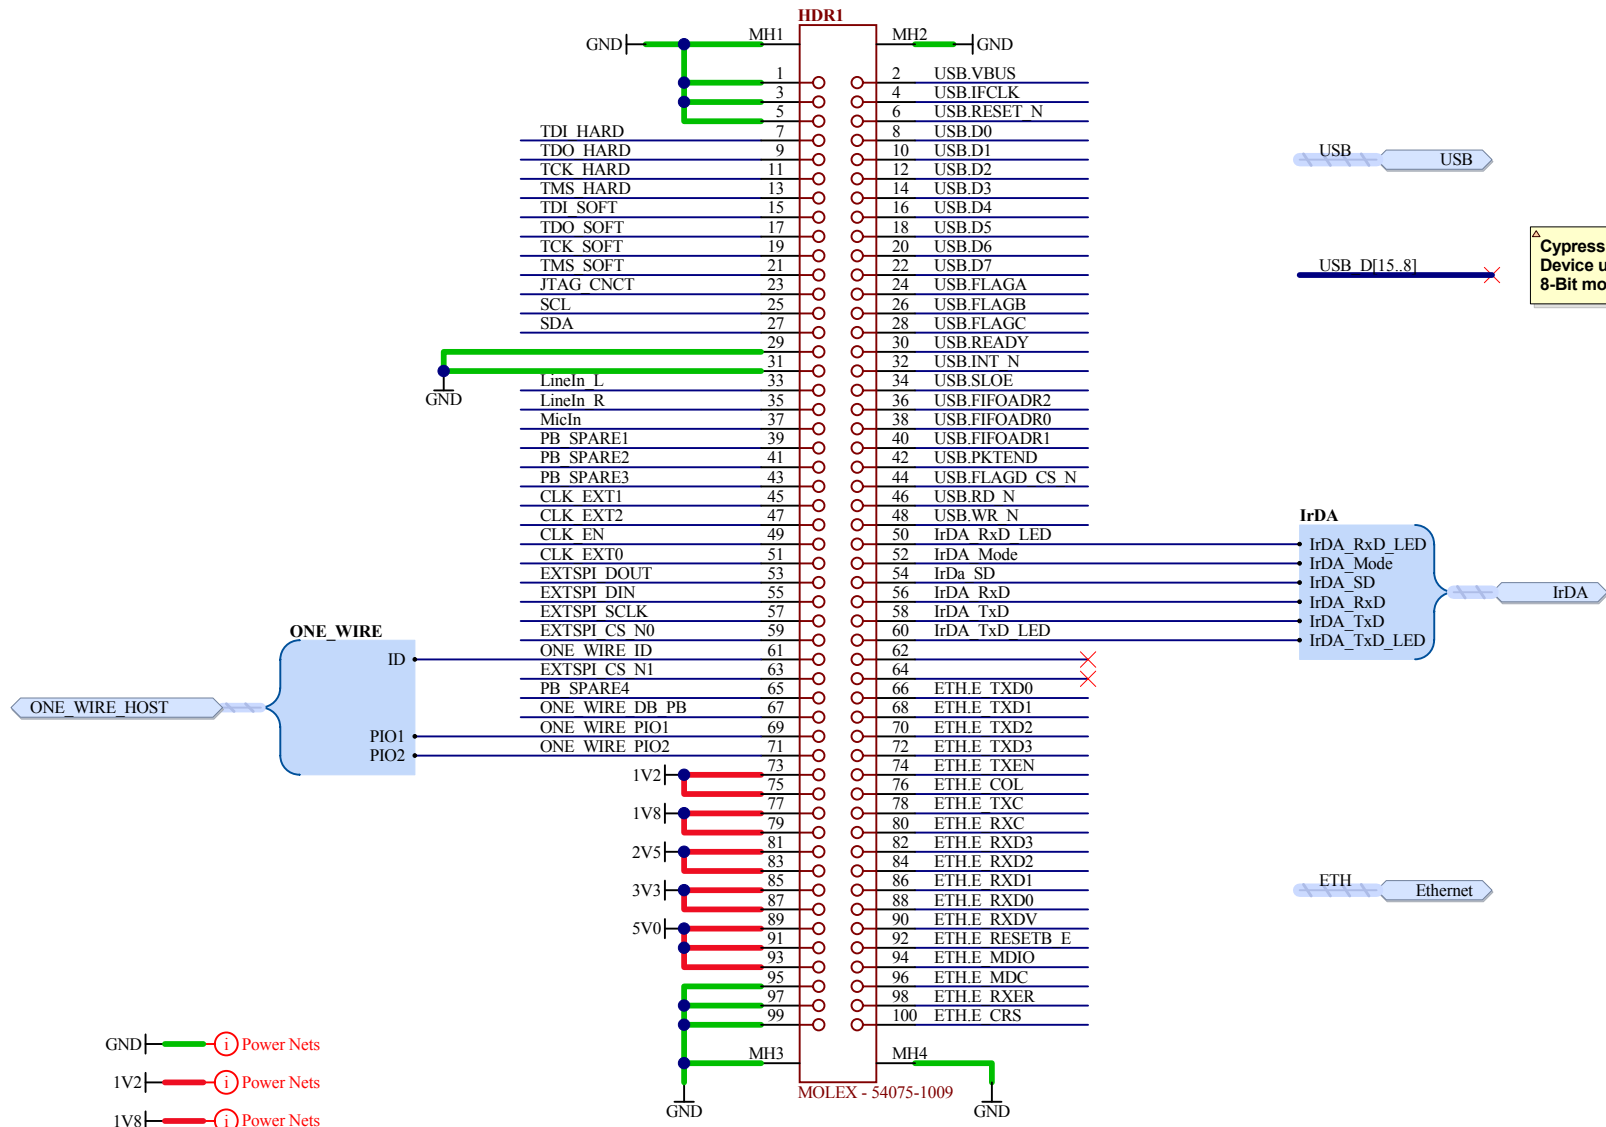 HDR1
GND MH1 MH2 GND
1 2 USB.VBUS
3 4 USB.IFCLK
5 6 USB.RESET_N
TDI_HARD 7 8 USB.D0
TDO_HARD 9 10 USB.D1
TCK_HARD 11 12 USB.D2
TMS_HARD 13 14 USB.D3
TDI_SOFT 15 16 USB.D4
TDO_SOFT 17 18 USB.D5
TCK_SOFT 19 20 USB.D6
TMS_SOFT 21 22 USB.D7
JTAG_CNCT 23 24 USB.FLAGA
SCL 25 26 USB.FLAGB
SDA 27 28 USB.FLAGC
29 30 USB.READY
31 32 USB.INT_N
GND
LineIn_L 33 34 USB.SLOE
LineIn_R 35 36 USB.FIFOADR2
MicIn 37 38 USB.FIFOADR0
PB_SPARE1 39 40 USB.FIFOADR1
PB_SPARE2 41 42 USB.PKTEND
PB_SPARE3 43 44 USB.FLAGD_CS_N
CLK_EXT1 45 46 USB.RD_N
CLK_EXT2 47 48 USB.WR_N
CLK_EN 49 50 IrDA_RxD_LED
CLK_EXT0 51 52 IrDA_Mode
EXTSPI_DOUT 53 54 IrDa_SD
EXTSPI_DIN 55 56 IrDA_RxD
EXTSPI_SCLK 57 58 IrDA_TxD
EXTSPI_CS_N0 59 60 IrDA_TxD_LED
ONE_WIRE_ID 61 62
EXTSPI_CS_N1 63 64
PB_SPARE4 65 66 ETH.E_TXD0
ONE_WIRE_DB_PB 67 68 ETH.E_TXD1
ONE_WIRE_PIO1 69 70 ETH.E_TXD2
ONE_WIRE_PIO2 71 72 ETH.E_TXD3
1V2 73 74 ETH.E_TXEN
75 76 ETH.E_COL
1V8 77 78 ETH.E_TXC
79 80 ETH.E_RXC
2V5 81 82 ETH.E_RXD3
83 84 ETH.E_RXD2
3V3 85 86 ETH.E_RXD1
87 88 ETH.E_RXD0
5V0 89 90 ETH.E_RXDV
91 92 ETH.E_RESETB_E
93 94 ETH.E_MDIO
95 96 ETH.E_MDC
97 98 ETH.E_RXER
99 100 ETH.E_CRS
MH3 MH4
MOLEX - 54075-1009
GND GND
ONE_WIRE
ID
ONE_WIRE_HOST
PIO1
PIO2
GND i Power Nets
1V2 i Power Nets
1V8 i Power Nets
USB USB
USB_D[15..8]
Cypress
Device u
8-Bit mo
IrDA
IrDA_RxD_LED
IrDA_Mode
IrDA_SD
IrDA_RxD
IrDA_TxD
IrDA_TxD_LED
IrDA
ETH Ethernet